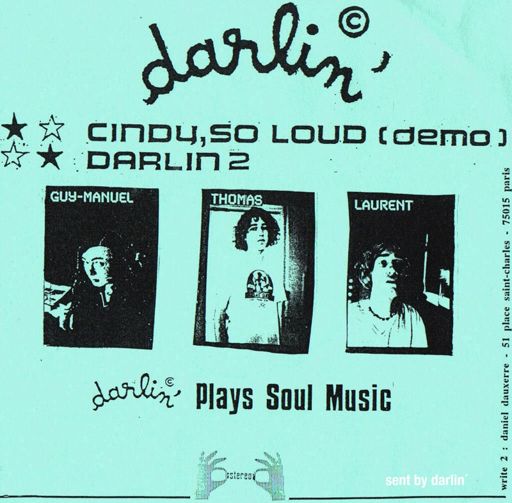 darlin'©
CINDY, SO LOUD (demo)
DARLIN 2
GUY-MANUEL
THOMAS
LAURENT
darlin'© Plays Soul Music
sstereo
sent by darlin'
write 2 : daniel dauxerre - 51 place saint-charles - 75015 paris